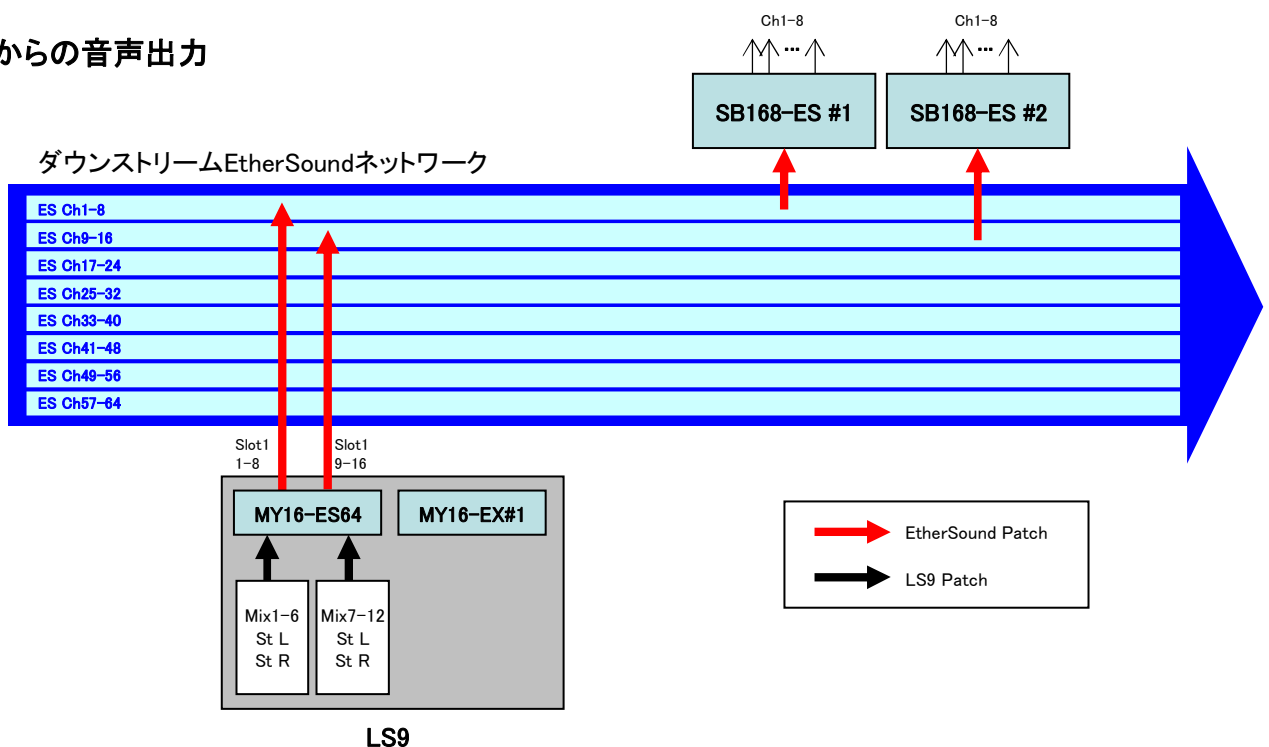 からの音声出力
Ch1-8
Ch1-8
...
...
SB168-ES #1
SB168-ES #2
ダウンストリームEtherSoundネットワーク
ES Ch1-8
ES Ch9-16
ES Ch17-24
ES Ch25-32
ES Ch33-40
ES Ch41-48
ES Ch49-56
ES Ch57-64
Slot1
1-8
Slot1
9-16
MY16-ES64
MY16-EX#1
Mix1-6
St L
St R
Mix7-12
St L
St R
LS9
EtherSound Patch
LS9 Patch